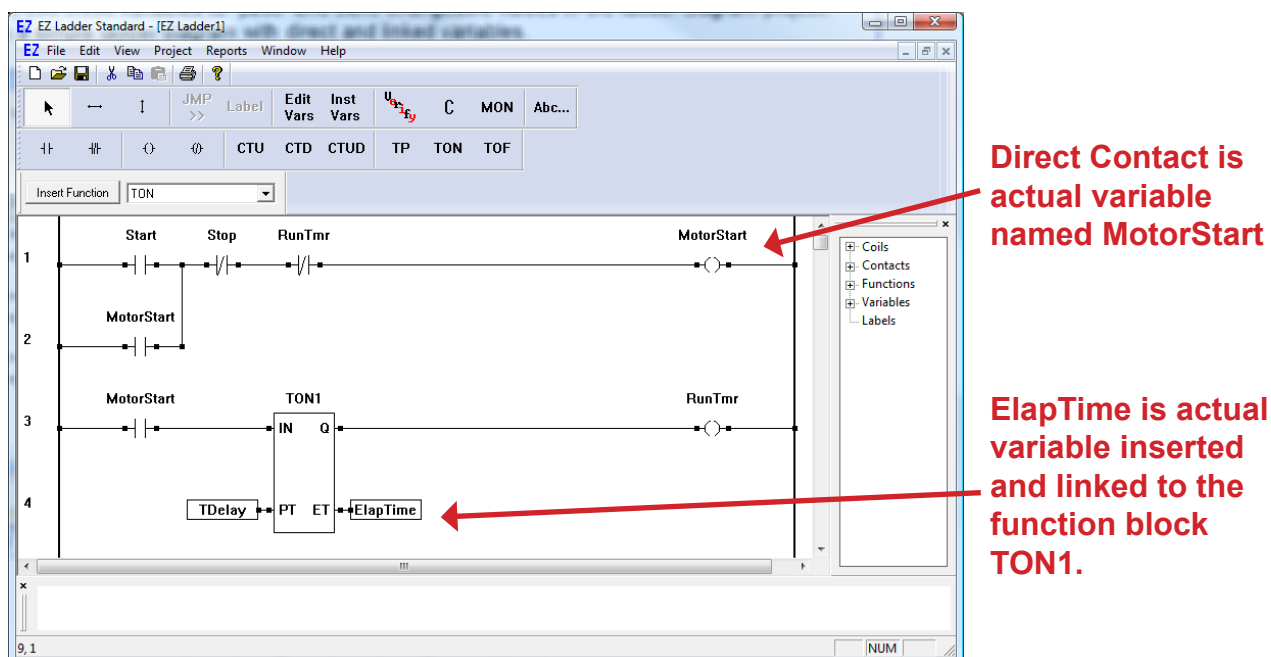 EZ EZ Ladder Standard - [EZ Ladder1]
EZ File Edit View Project Reports Window Help
JMP >> Label Edit Vars Inst Vars Verify C MON Abc...
CTU CTD CTUD TP TON TOF
Insert Function TON
Start Stop RunTmr MotorStart
1
MotorStart
2
MotorStart TON1 RunTmr
3
IN Q
4
TDelay PT ET ElapTime
Coils
Contacts
Functions
Variables
Labels
9, 1
NUM
Direct Contact is
actual variable
named MotorStart
ElapTime is actual
variable inserted
and linked to the
function block
TON1.